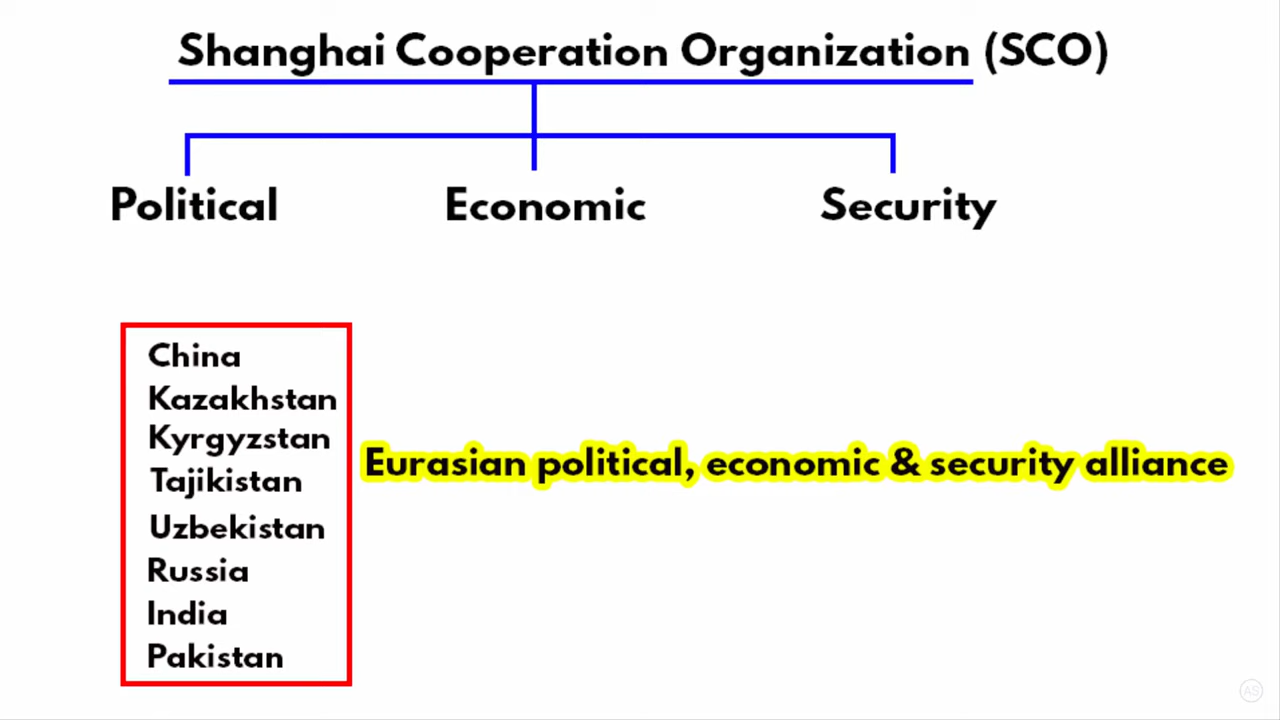 Shanghai Cooperation Organization (SCO)
Political
Economic
Security
China
Kazakhstan
Kyrgyzstan
Tajikistan
Uzbekistan
Russia
India
Pakistan
Eurasian political, economic & security alliance
AS